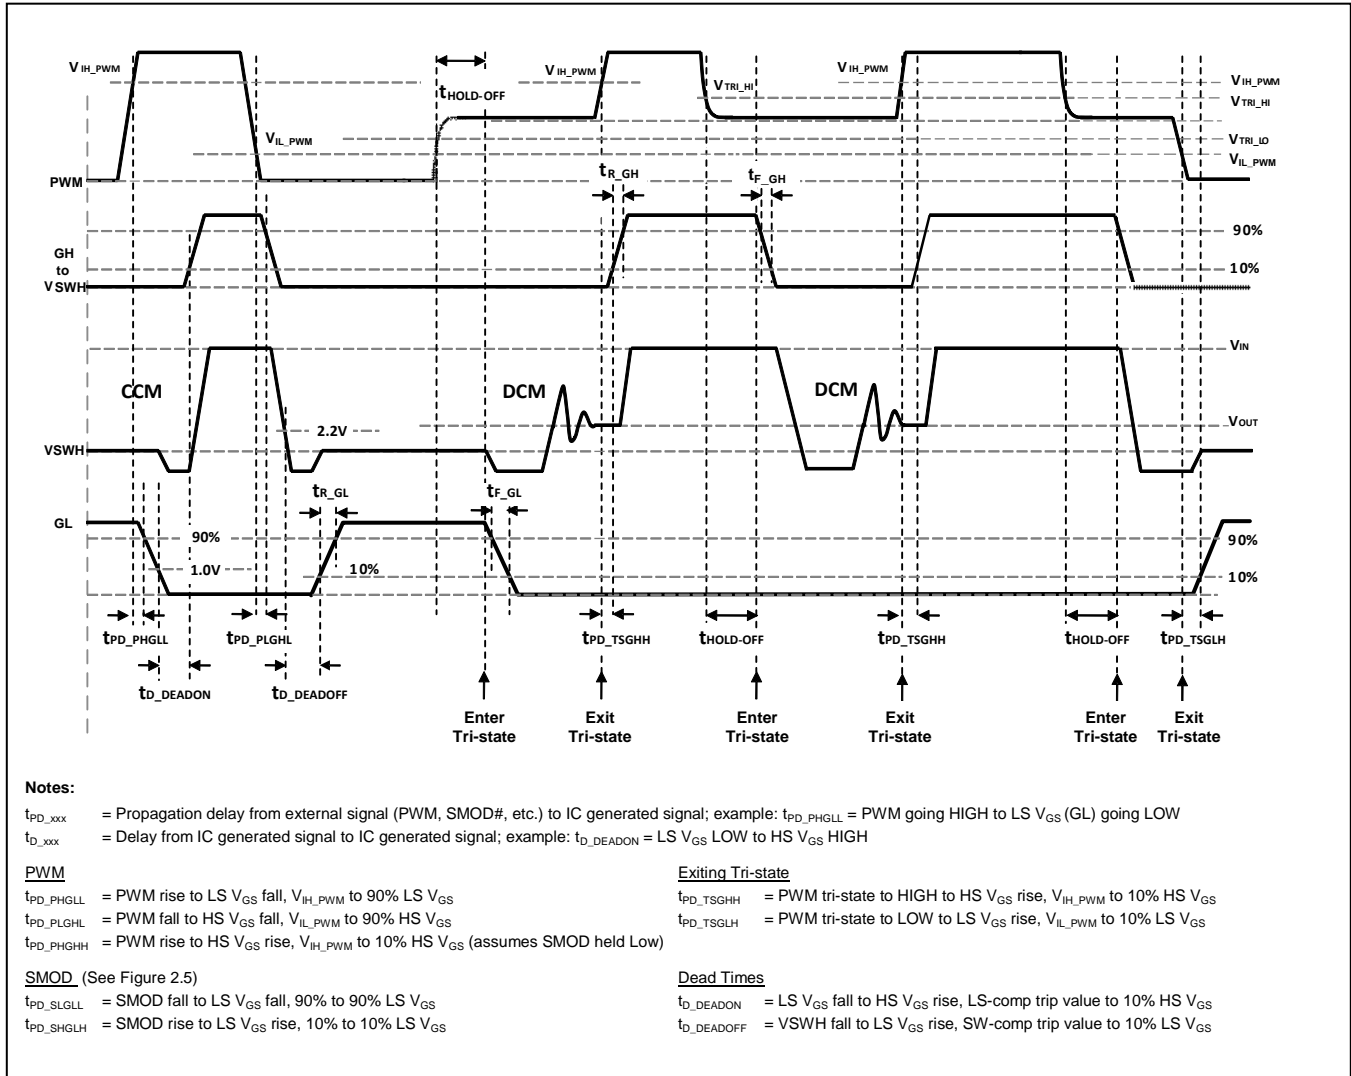 V IH_PWM
V IH_PWM
V IH_PWM
V IH_PWM
tHOLD-OFF
VTRI_HI
VTRI_HI
VIL_PWM
VTRI_LO
VIL_PWM
PWM
tR_GH
tF_GH
90%
GH
to
V SWH
10%
VIN
CCM
DCM
DCM
2.2V
VOUT
VSWH
tR_GL
tF_GL
GL
90%
90%
1.0V
10%
10%
tPD_PHGLL
tPD_PLGHL
tPD_TSGHH
tHOLD-OFF
tPD_TSGHH
tHOLD-OFF
tPD_TSGLH
tD_DEADON
tD_DEADOFF
Enter
Tri-state
Exit
Tri-state
Enter
Tri-state
Exit
Tri-state
Enter
Tri-state
Exit
Tri-state
Notes:
tPD_xxx = Propagation delay from external signal (PWM, SMOD#, etc.) to IC generated signal; example: tPD_PHGLL = PWM going HIGH to LS VGS (GL) going LOW
tD_xxx = Delay from IC generated signal to IC generated signal; example: tD_DEADON = LS VGS LOW to HS VGS HIGH
PWM
tPD_PHGLL = PWM rise to LS VGS fall, VIH_PWM to 90% LS VGS
tPD_PLGHL = PWM fall to HS VGS fall, VIL_PWM to 90% HS VGS
tPD_PHGHH = PWM rise to HS VGS rise, VIH_PWM to 10% HS VGS (assumes SMOD held Low)
Exiting Tri-state
tPD_TSGHH = PWM tri-state to HIGH to HS VGS rise, VIH_PWM to 10% HS VGS
tPD_TSGLH = PWM tri-state to LOW to LS VGS rise, VIL_PWM to 10% LS VGS
SMOD (See Figure 2.5)
tPD_SLGLL = SMOD fall to LS VGS fall, 90% to 90% LS VGS
tPD_SHGLH = SMOD rise to LS VGS rise, 10% to 10% LS VGS
Dead Times
tD_DEADON = LS VGS fall to HS VGS rise, LS-comp trip value to 10% HS VGS
tD_DEADOFF = VSWH fall to LS VGS rise, SW-comp trip value to 10% LS VGS